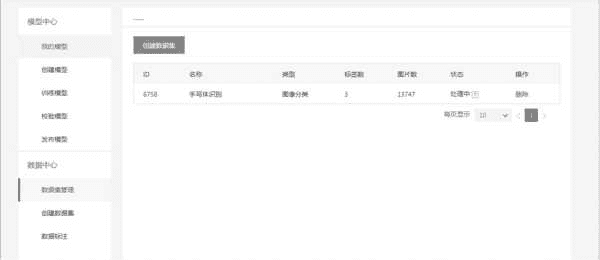 模型中心
我的模型
创建模型
训练模型
校验模型
发布模型
数据中心
数据集管理
创建数据集
数据标注
创建数据集
ID 名称 类型 标签数 图片数 状态 操作
6758 手写体识别 图像分类 3 13747 处理中 删除
每页显示 10 1